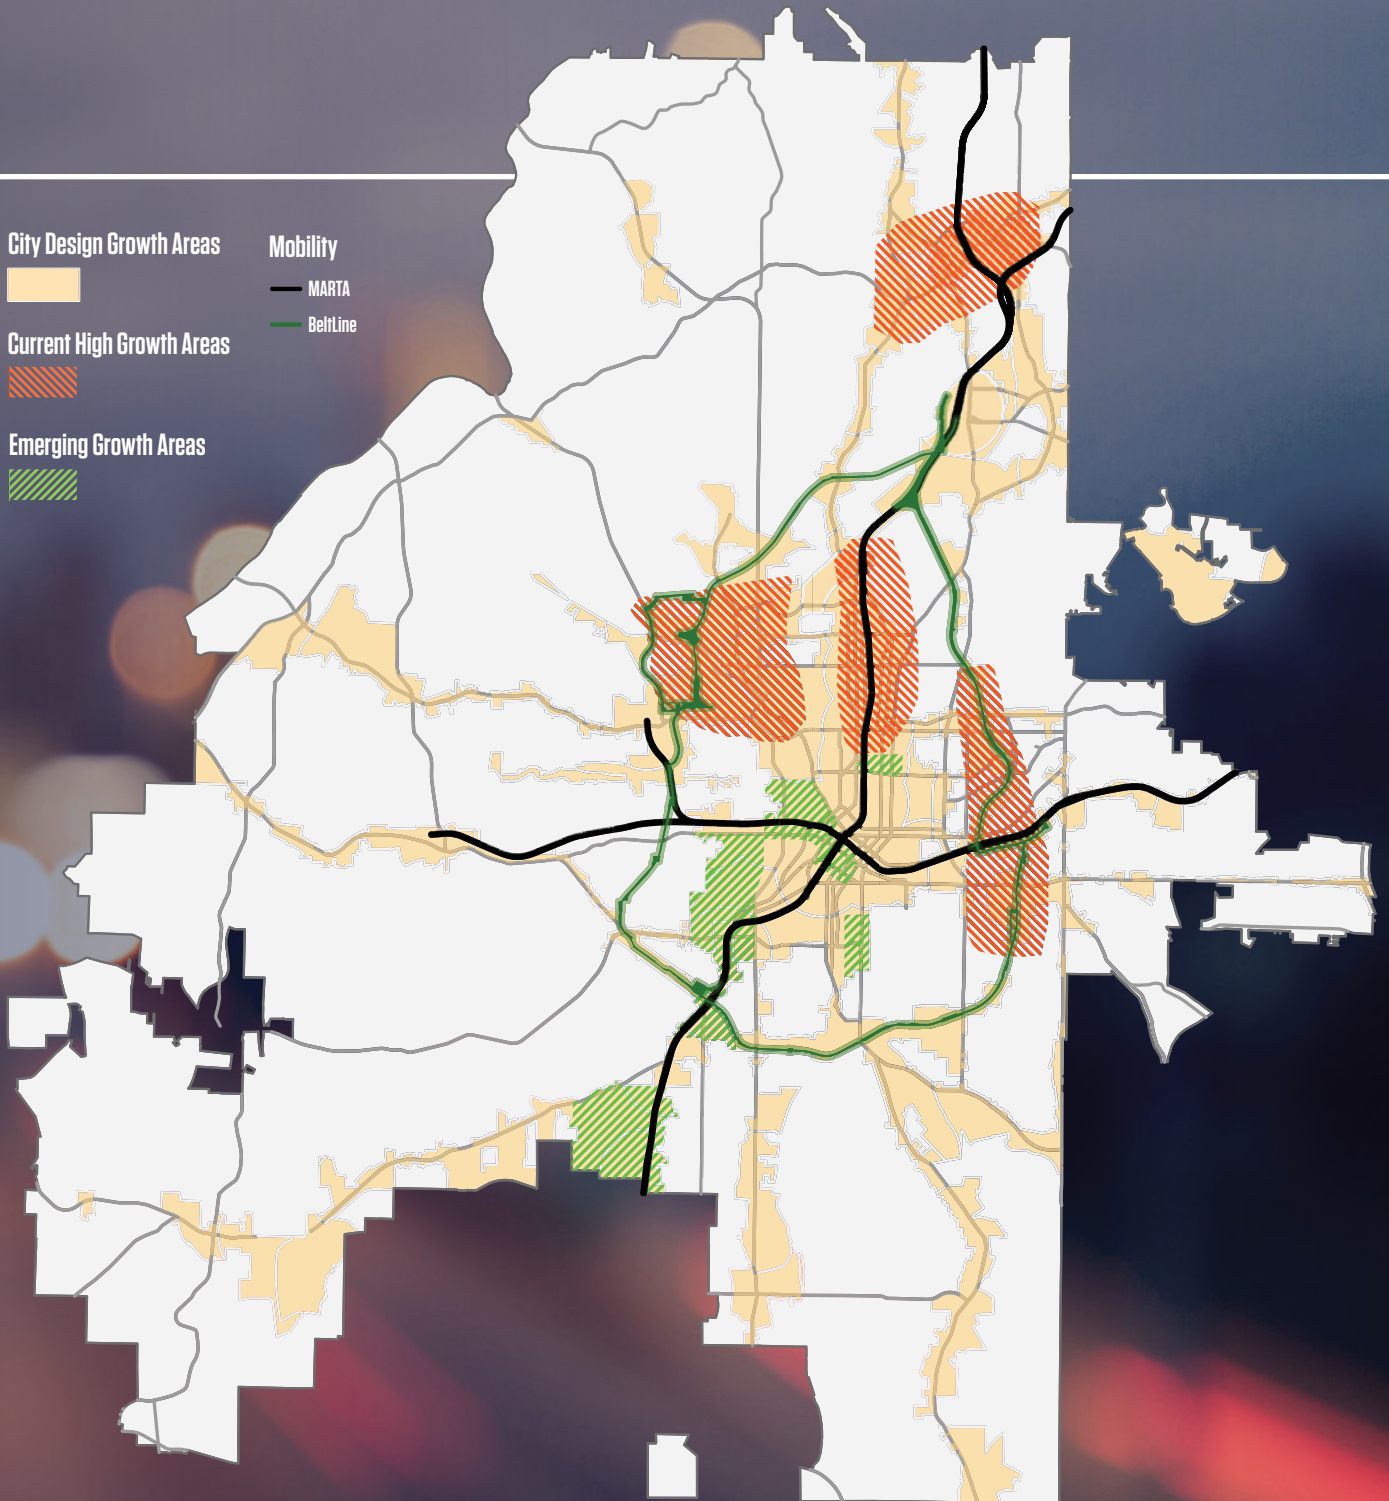 City Design Growth Areas
Current High Growth Areas
Emerging Growth Areas
Mobility
MARTA
BeltLine